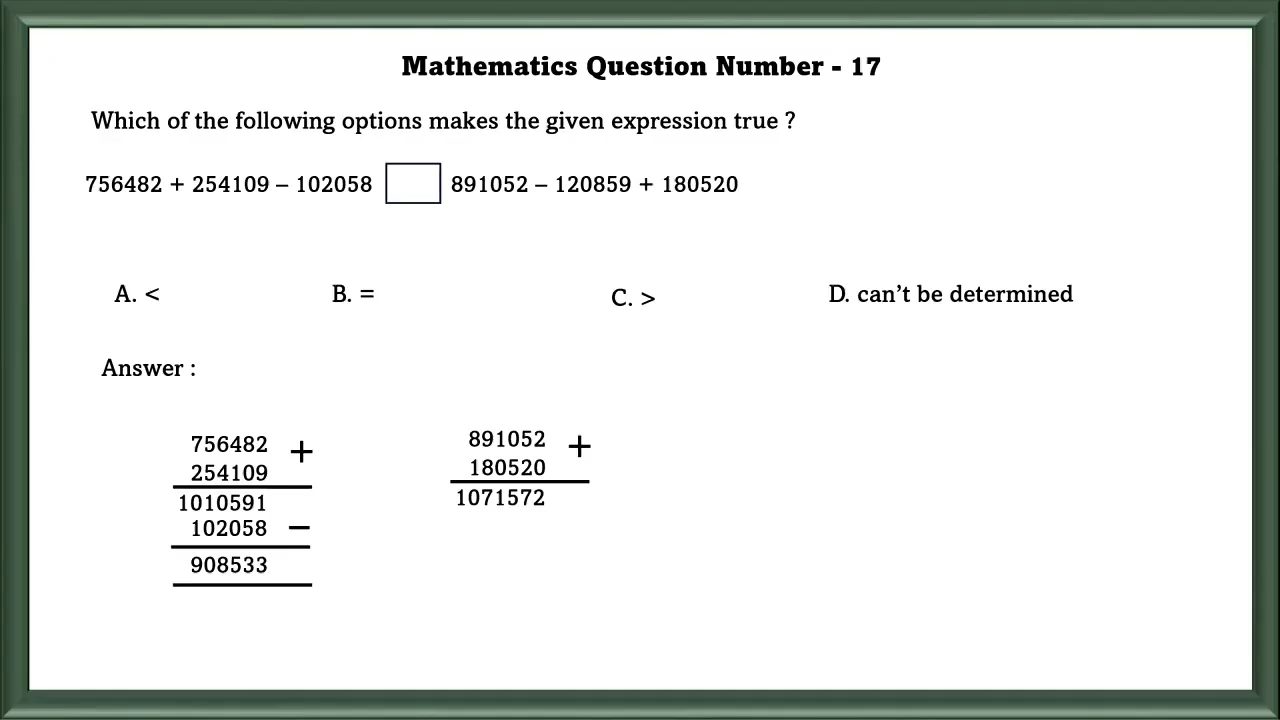 Mathematics Question Number - 17
Which of the following options makes the given expression true ?
756482 + 254109 – 102058 891052 – 120859 + 180520
A. < B. = C. > D. can't be determined
Answer :
756482 +
254109
1010591
102058 –
908533
891052 +
180520
1071572